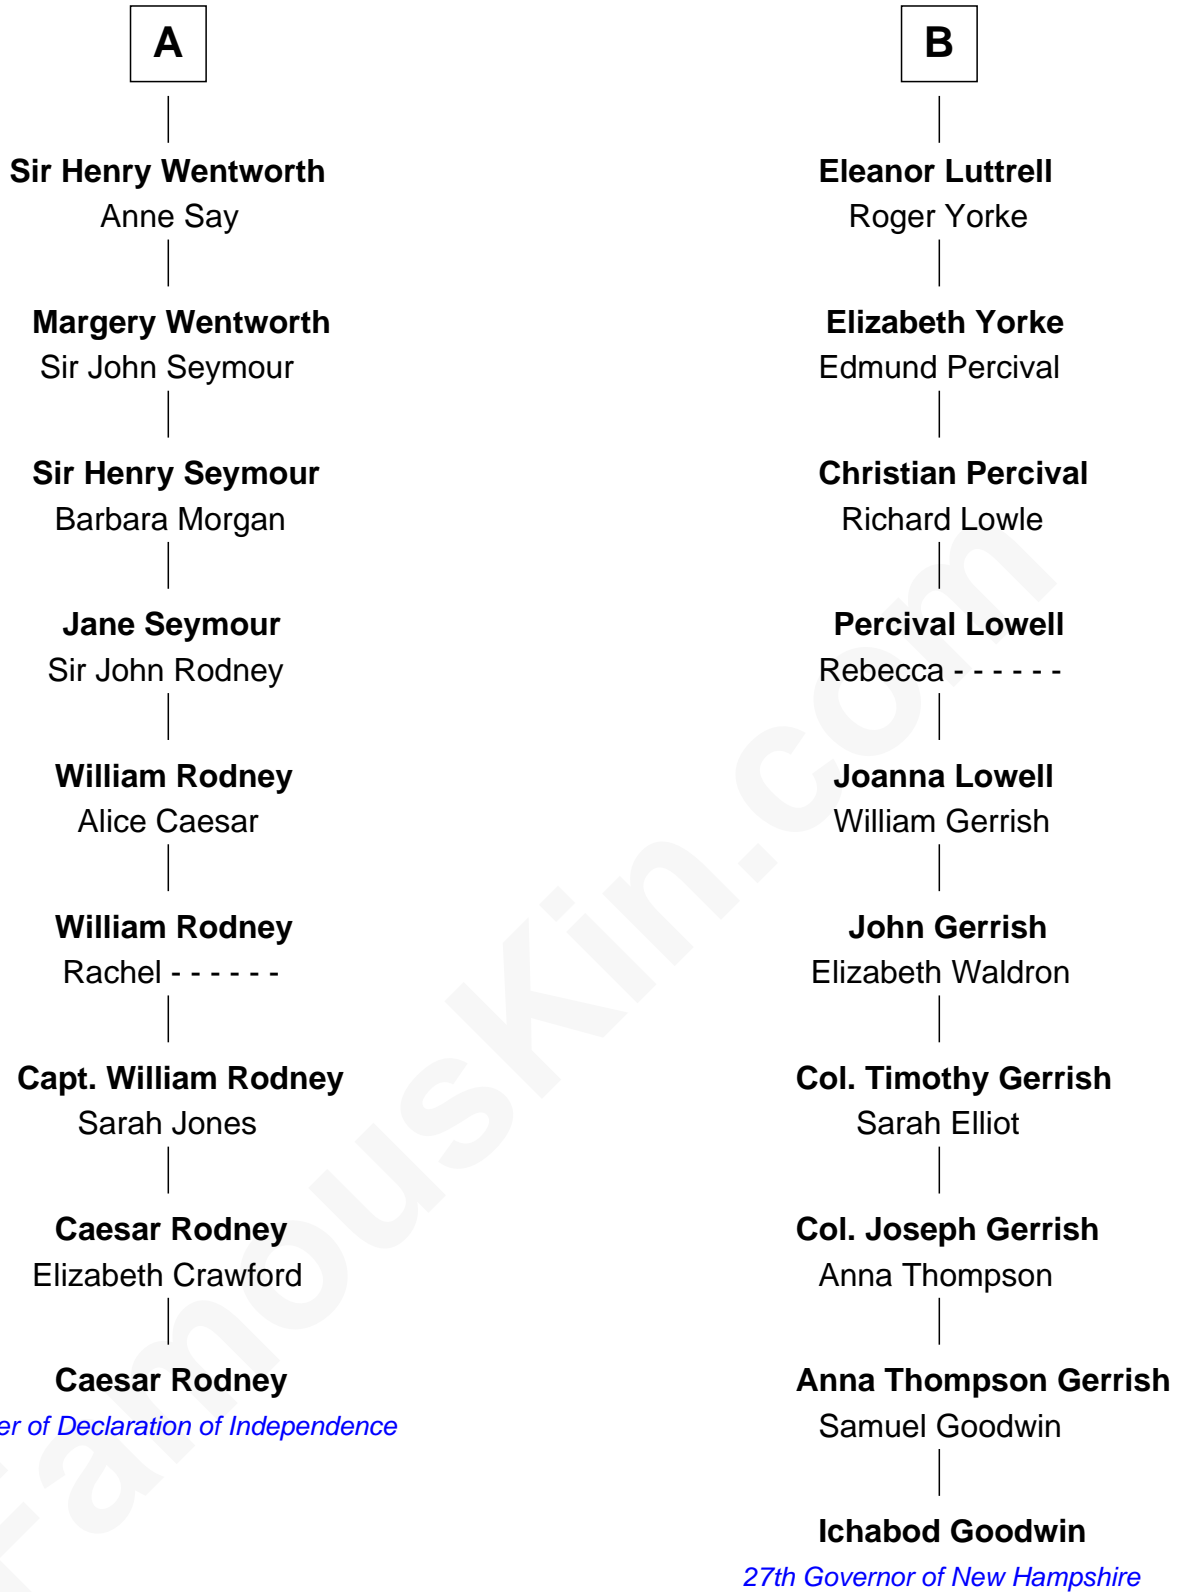 A
Sir Henry Wentworth
Anne Say
Margery Wentworth
Sir John Seymour
Sir Henry Seymour
Barbara Morgan
Jane Seymour
Sir John Rodney
William Rodney
Alice Caesar
William Rodney
Rachel - - - - - -
Capt. William Rodney
Sarah Jones
Caesar Rodney
Elizabeth Crawford
Caesar Rodney
of Declaration of Independence
B
Eleanor Luttrell
Roger Yorke
Elizabeth Yorke
Edmund Percival
Christian Percival
Richard Lowle
Percival Lowell
Rebecca - - - - - -
Joanna Lowell
William Gerrish
John Gerrish
Elizabeth Waldron
Col. Timothy Gerrish
Sarah Elliot
Col. Joseph Gerrish
Anna Thompson
Anna Thompson Gerrish
Samuel Goodwin
Ichabod Goodwin
27th Governor of New Hampshire
FamousKin.com